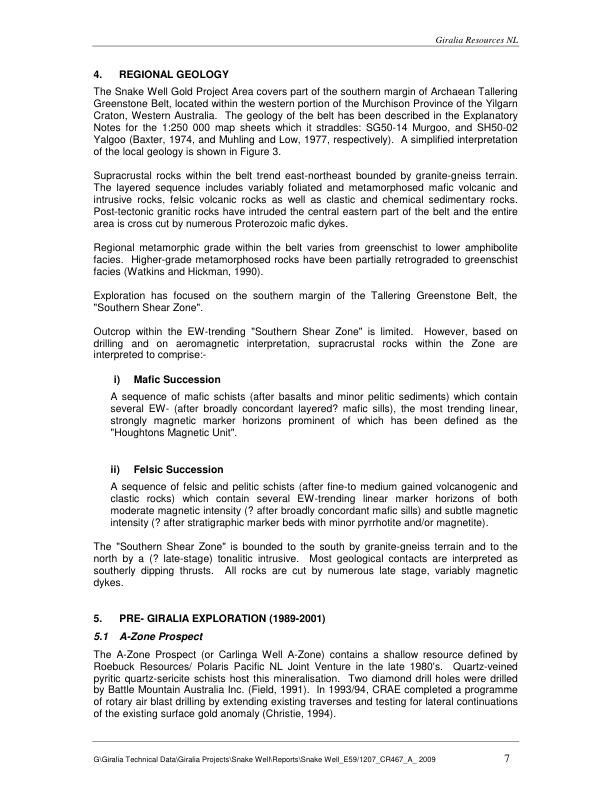 Giralia Resources NL
4. REGIONAL GEOLOGY
The Snake Well Gold Project Area covers part of the southern margin of Archaean Tallering
Greenstone Belt, located within the western portion of the Murchison Province of the Yilgarn
Craton, Western Australia. The geology of the belt has been described in the Explanatory
Notes for the 1:250 000 map sheets which it straddles: SG50-14 Murgoo, and SH50-02
Yalgoo (Baxter, 1974, and Muhling and Low, 1977, respectively). A simplified interpretation
of the local geology is shown in Figure 3.
Supracrustal rocks within the belt trend east-northeast bounded by granite-gneiss terrain.
The layered sequence includes variably foliated and metamorphosed mafic volcanic and
intrusive rocks, felsic volcanic rocks as well as clastic and chemical sedimentary rocks.
Post-tectonic granitic rocks have intruded the central eastern part of the belt and the entire
area is cross cut by numerous Proterozoic mafic dykes.
Regional metamorphic grade within the belt varies from greenschist to lower amphibolite
facies. Higher-grade metamorphosed rocks have been partially retrograded to greenschist
facies (Watkins and Hickman, 1990).
Exploration has focused on the southern margin of the Tallering Greenstone Belt, the
"Southern Shear Zone".
Outcrop within the EW-trending "Southern Shear Zone" is limited. However, based on
drilling and on aeromagnetic interpretation, supracrustal rocks within the Zone are
interpreted to comprise:-
i) Mafic Succession
A sequence of mafic schists (after basalts and minor pelitic sediments) which contain
several EW- (after broadly concordant layered? mafic sills), the most trending linear,
strongly magnetic marker horizons prominent of which has been defined as the
"Houghtons Magnetic Unit".
ii) Felsic Succession
A sequence of felsic and pelitic schists (after fine-to medium gained volcanogenic and
clastic rocks) which contain several EW-trending linear marker horizons of both
moderate magnetic intensity (? after broadly concordant mafic sills) and subtle magnetic
intensity (? after stratigraphic marker beds with minor pyrrhotite and/or magnetite).
The "Southern Shear Zone" is bounded to the south by granite-gneiss terrain and to the
north by a (? late-stage) tonalitic intrusive. Most geological contacts are interpreted as
southerly dipping thrusts. All rocks are cut by numerous late stage, variably magnetic
dykes.
5. PRE- GIRALIA EXPLORATION (1989-2001)
5.1 A-Zone Prospect
The A-Zone Prospect (or Carlinga Well A-Zone) contains a shallow resource defined by
Roebuck Resources/ Polaris Pacific NL Joint Venture in the late 1980's. Quartz-veined
pyritic quartz-sericite schists host this mineralisation. Two diamond drill holes were drilled
by Battle Mountain Australia Inc. (Field, 1991). In 1993/94, CRAE completed a programme
of rotary air blast drilling by extending existing traverses and testing for lateral continuations
of the existing surface gold anomaly (Christie, 1994).
G\Giralia Technical Data\Giralia Projects\Snake Well\Reports\Snake Well_E59/1207_CR467_A_ 2009 7